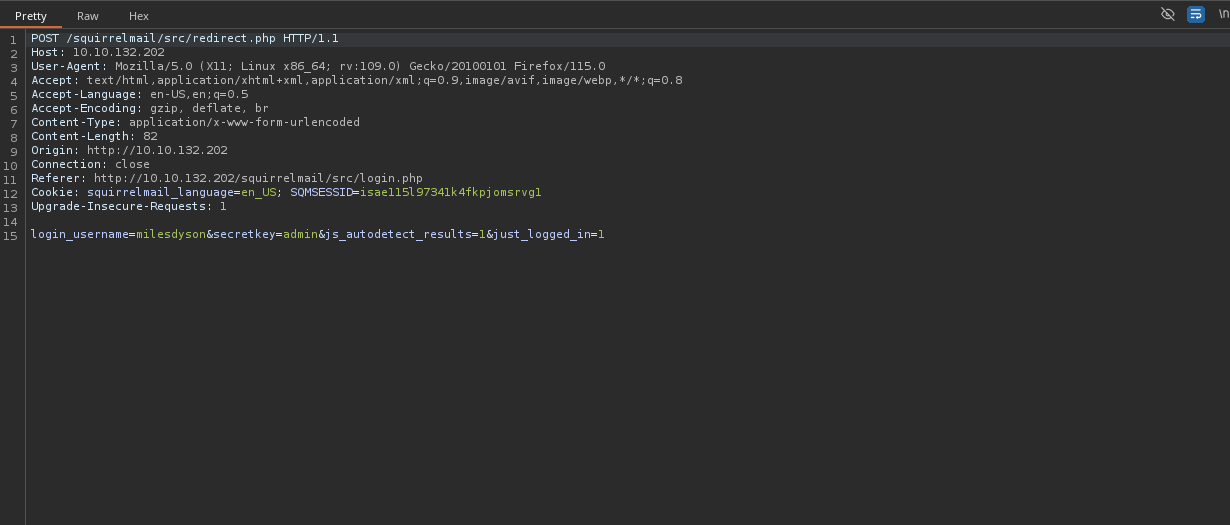 Pretty Raw Hex \n
1 POST /squirrelmail/src/redirect.php HTTP/1.1
2 Host: 10.10.132.202
3 User-Agent: Mozilla/5.0 (X11; Linux x86_64; rv:109.0) Gecko/20100101 Firefox/115.0
4 Accept: text/html,application/xhtml+xml,application/xml;q=0.9,image/avif,image/webp,*/*;q=0.8
5 Accept-Language: en-US,en;q=0.5
6 Accept-Encoding: gzip, deflate, br
7 Content-Type: application/x-www-form-urlencoded
8 Content-Length: 82
9 Origin: http://10.10.132.202
10 Connection: close
11 Referer: http://10.10.132.202/squirrelmail/src/login.php
12 Cookie: squirrelmail_language=en_US; SQMSESSID=isae115l97341k4fkpjomsrvg1
13 Upgrade-Insecure-Requests: 1
14
15 login_username=milesdyson&secretkey=admin&js_autodetect_results=1&just_logged_in=1